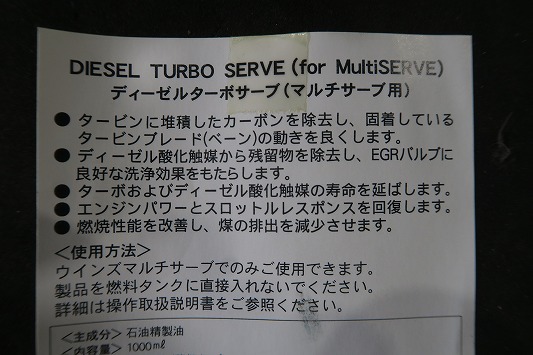 DIESEL TURBO SERVE (for MultiSERVE)
ディーゼルターボサーブ(マルチサーブ用)
● タービンに堆積したカーボンを除去し、固着している
タービンブレード(ベーン)の動きを良くします。
● ディーゼル酸化触媒から残留物を除去し、EGRバルブに
良好な洗浄効果をもたらします。
● ターボおよびディーゼル酸化触媒の寿命を延ばします。
● エンジンパワーとスロットルレスポンスを回復します。
● 燃焼性能を改善し、煤の排出を減少させます。
<使用方法>
ウインズマルチサーブでのみご使用できます。
製品を燃料タンクに直接入れないでください。
詳細は操作取扱説明書をご参照ください。
<主成分> 石油精製油
<内容量> 1000mℓ